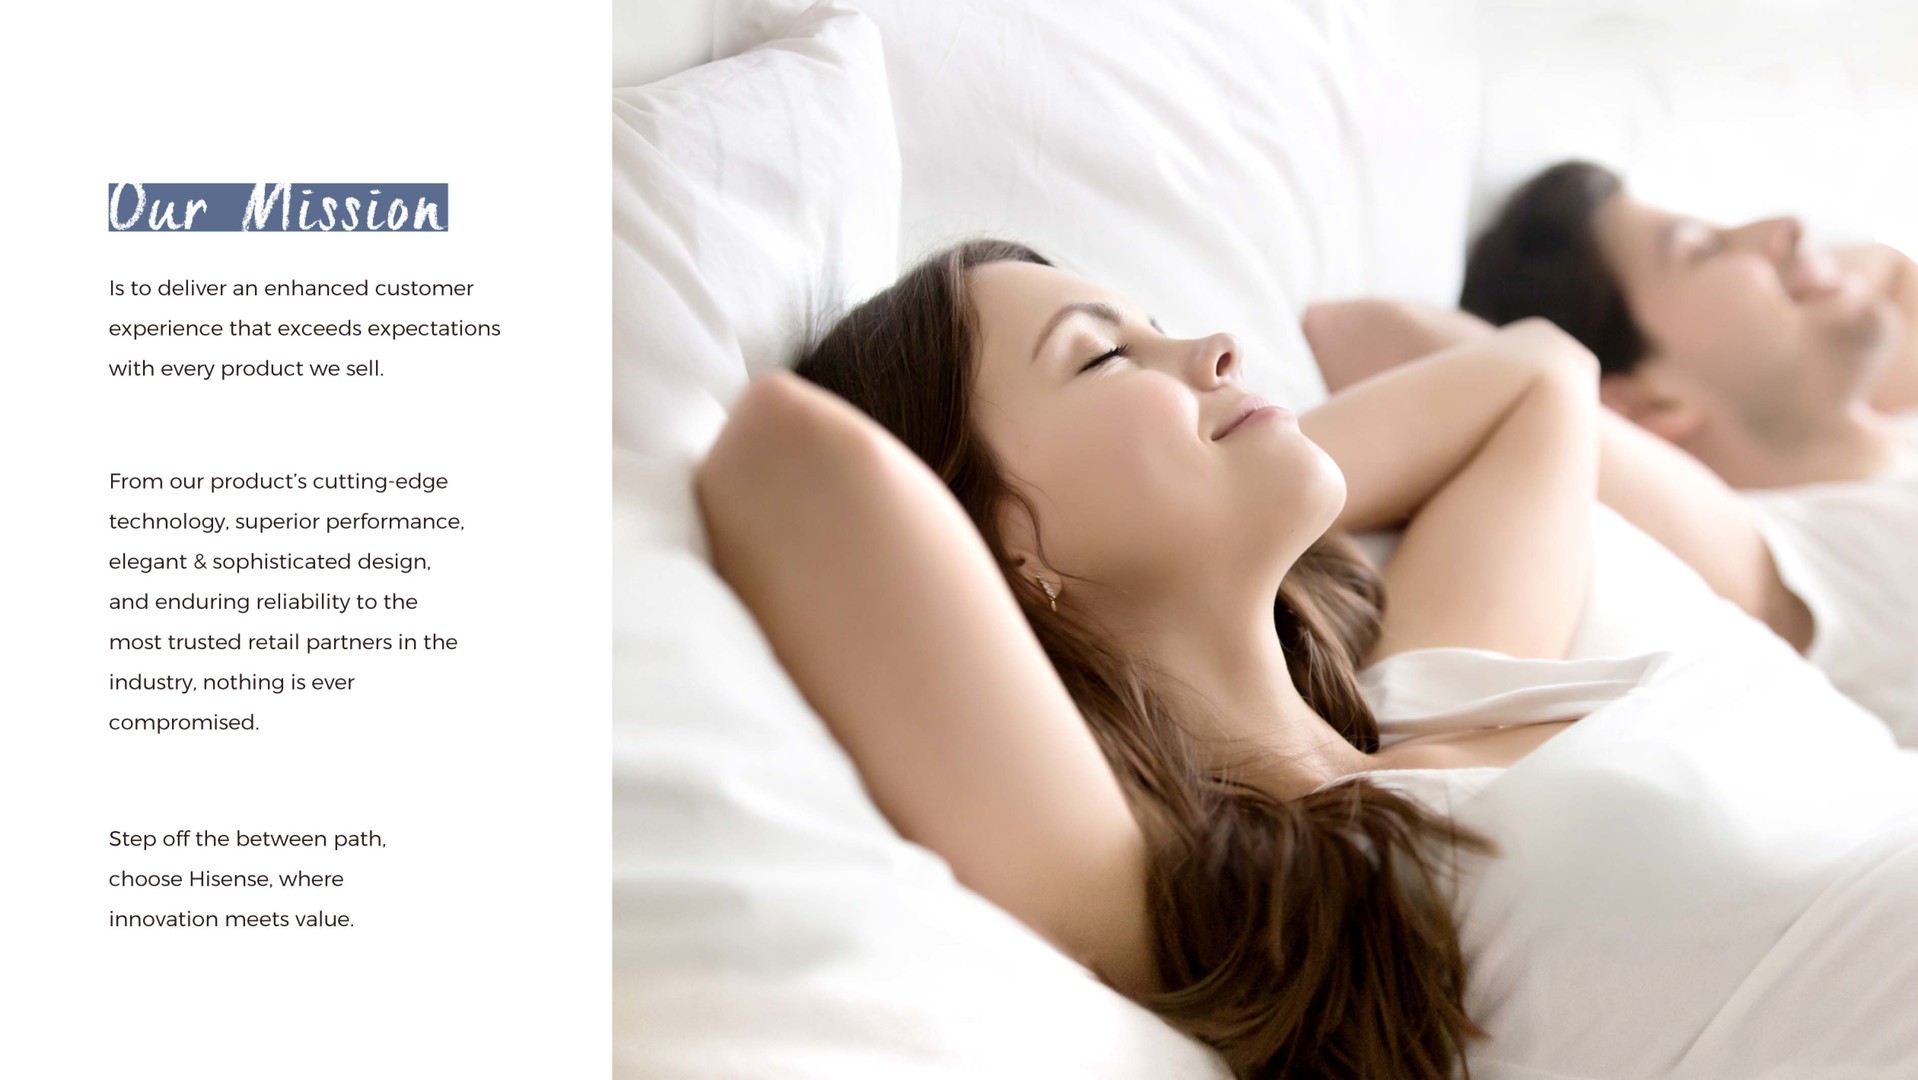 Our Mission
Is to deliver an enhanced customer
experience that exceeds expectations
with every product we sell.
From our product’s cutting-edge
technology, superior performance,
elegant & sophisticated design,
and enduring reliability to the
most trusted retail partners in the
industry, nothing is ever
compromised.
Step off the between path,
choose Hisense, where
innovation meets value.